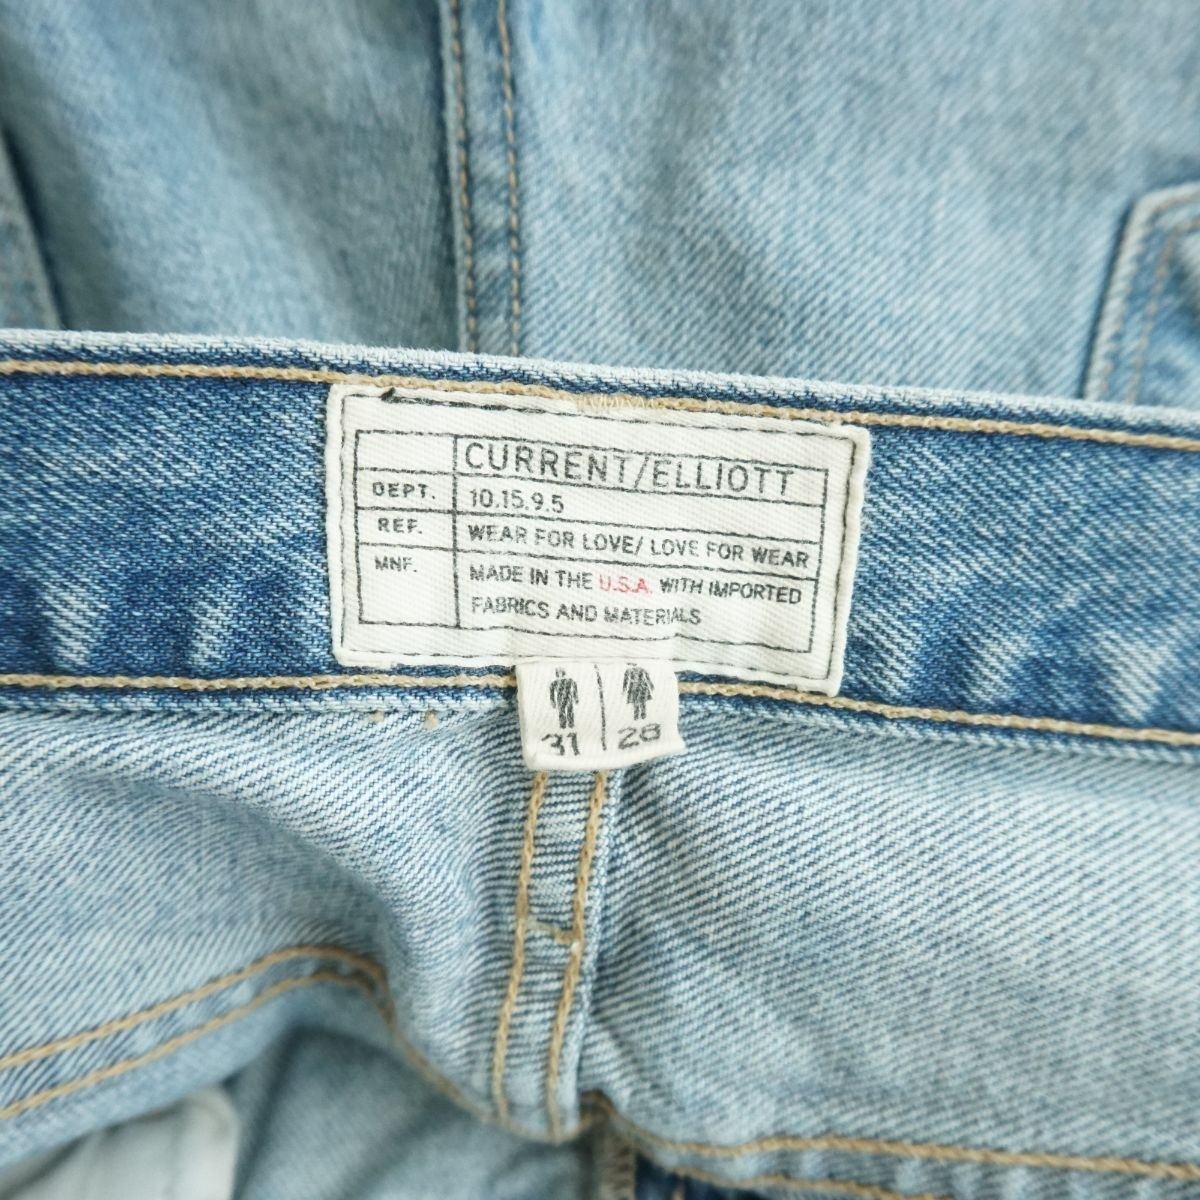 CURRENT/ELLIOTT
DEPT. 10.15.9.5
REF. WEAR FOR LOVE/ LOVE FOR WEAR
MNF. MADE IN THE U.S.A. WITH IMPORTED
FABRICS AND MATERIALS
31 28